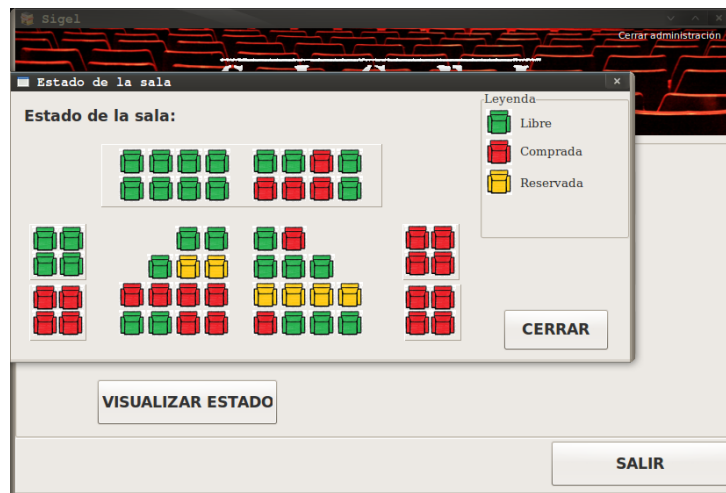 Sigel
Cerrar administración
Estado de la sala
Estado de la sala:
Leyenda
Libre
Comprada
Reservada
CERRAR
VISUALIZAR ESTADO
SALIR